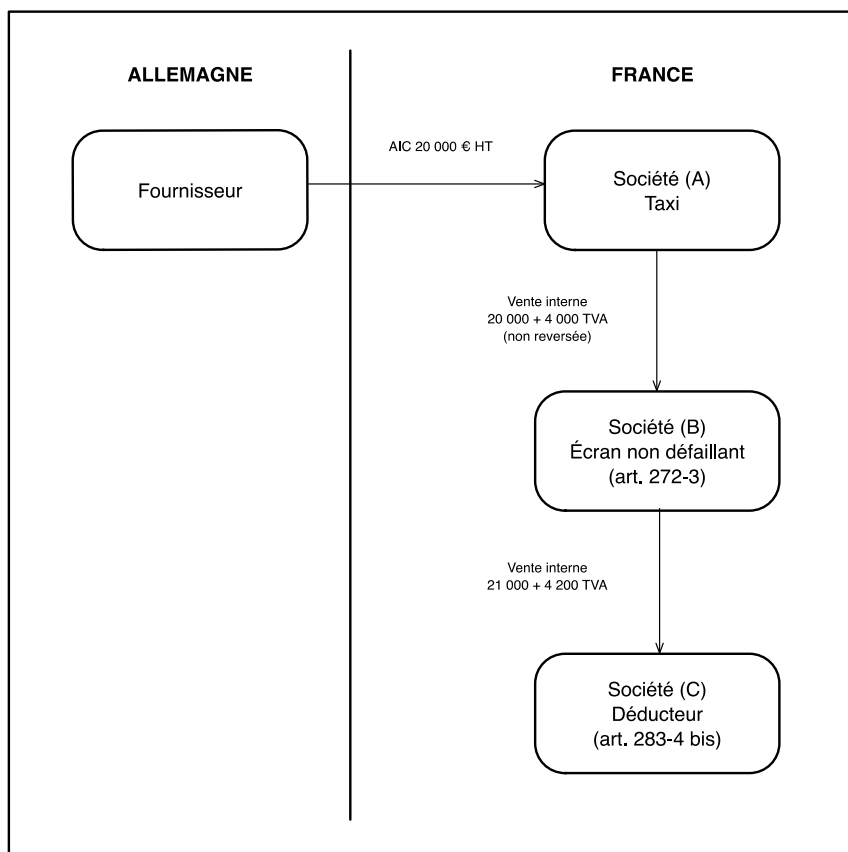 ALLEMAGNE
FRANCE
Fournisseur
AIC 20 000 € HT
Société (A)
Taxi
Vente interne
20 000 + 4 000 TVA
(non reversée)
Société (B)
Écran non défaillant
(art. 272-3)
Vente interne
21 000 + 4 200 TVA
Société (C)
Déducteur
(art. 283-4 bis)